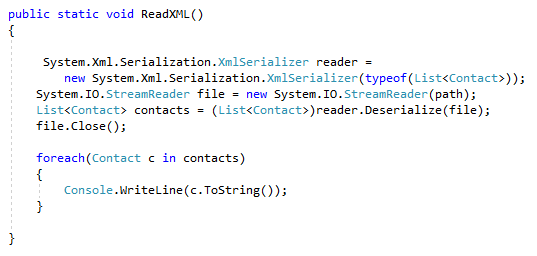 public static void ReadXML()
{
System.Xml.Serialization.XmlSerializer reader =
new System.Xml.Serialization.XmlSerializer(typeof(List<Contact>));
System.IO.StreamReader file = new System.IO.StreamReader(path);
List<Contact> contacts = (List<Contact>)reader.Deserialize(file);
file.Close();
foreach(Contact c in contacts)
{
Console.WriteLine(c.ToString());
}
}